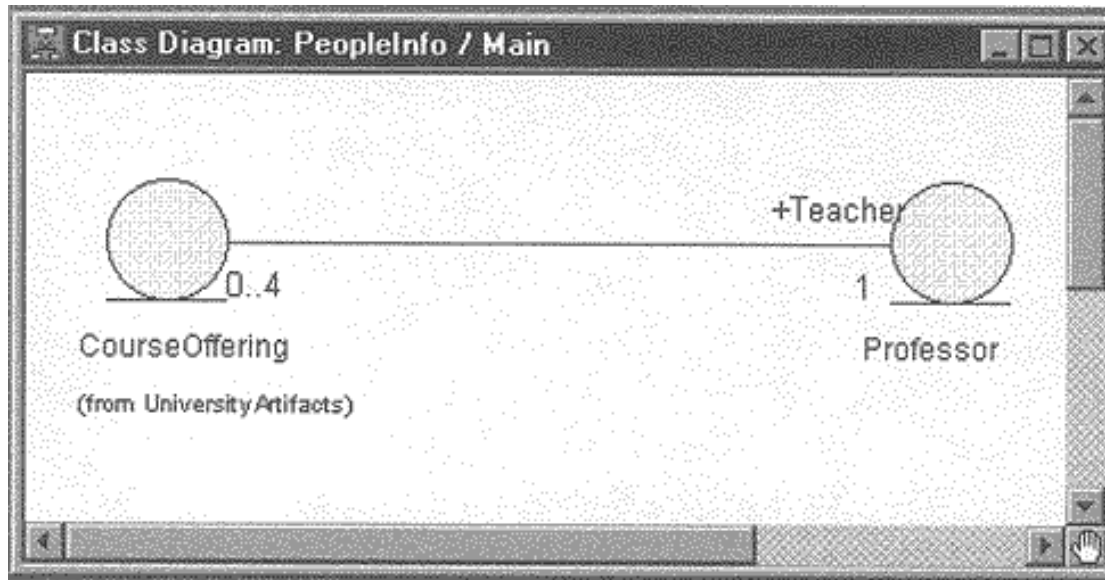 Class Diagram: PeopleInfo / Main
+Teacher
0..4
1
CourseOffering
Professor
(from UniversityArtifacts)